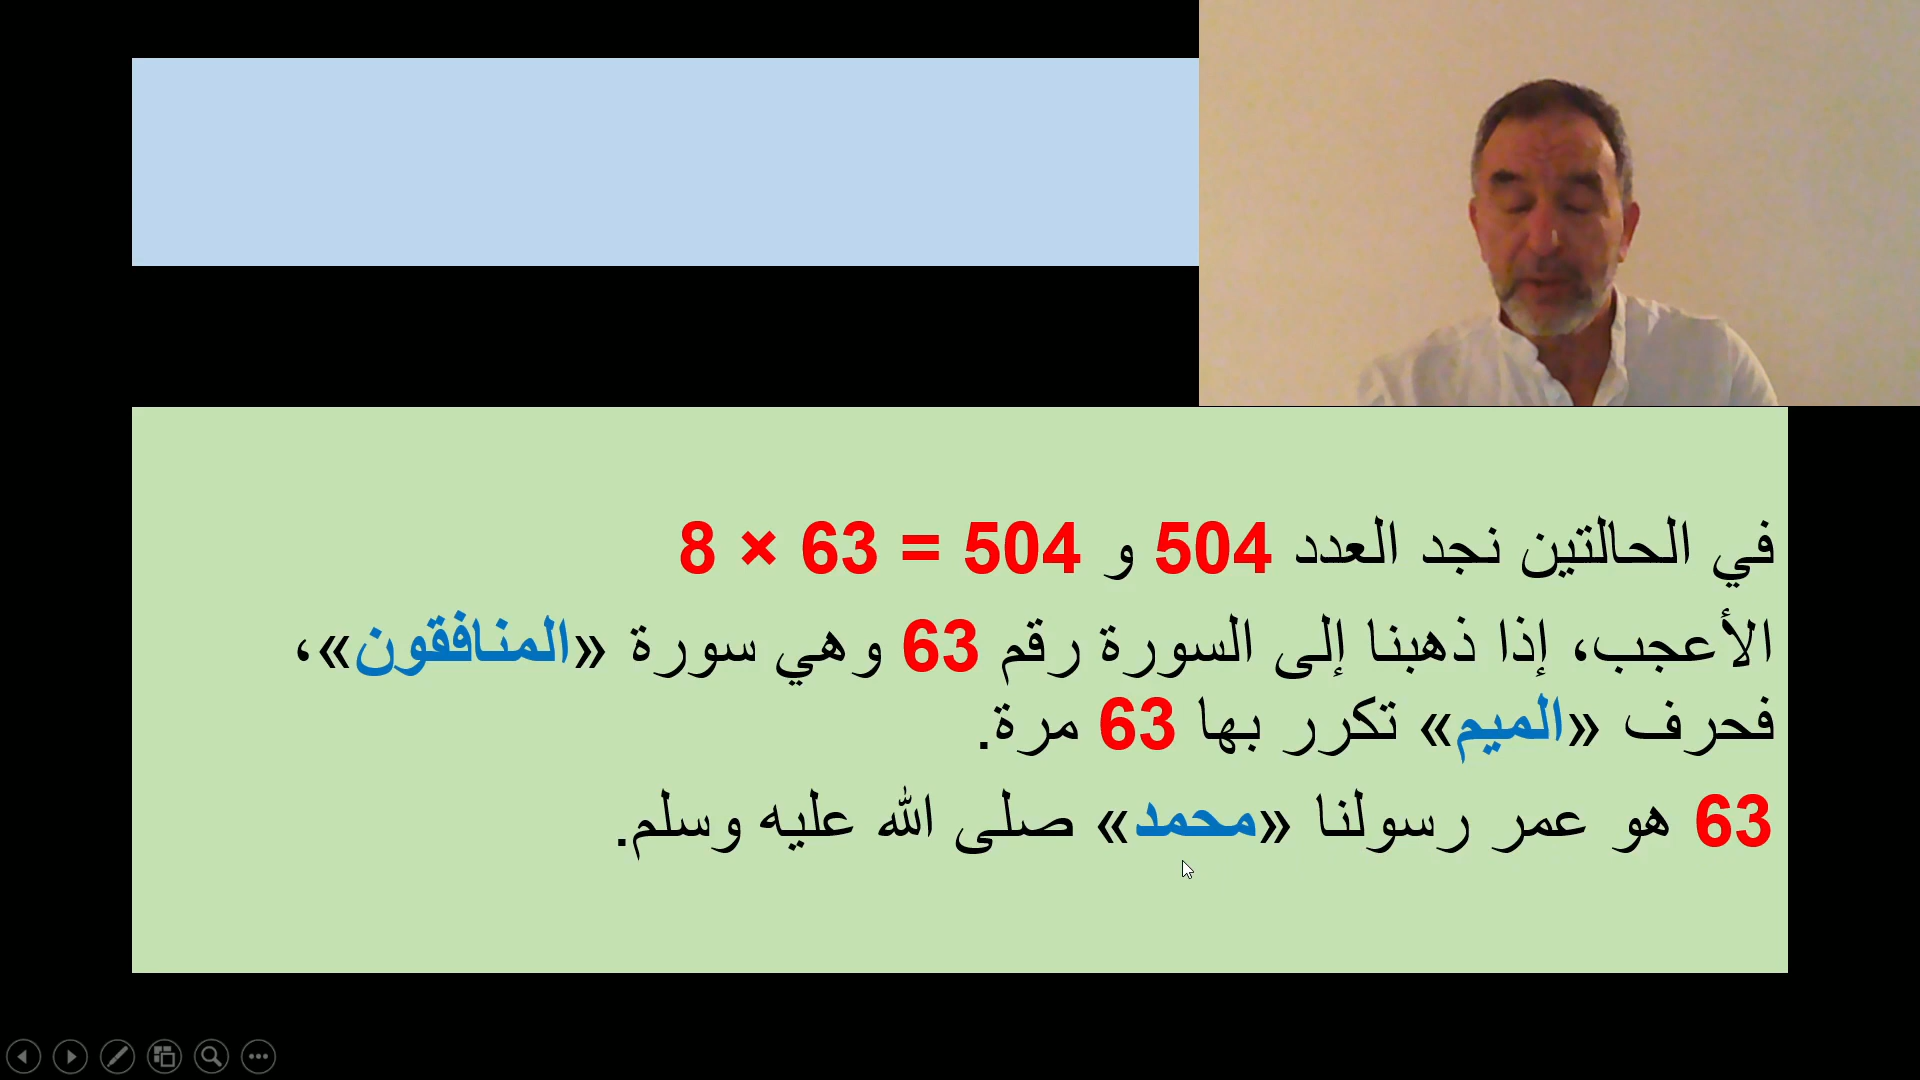 في الحالتين نجد العدد 504 و 504 = 63 × 8
الأعجب، إذا ذهبنا إلى السورة رقم 63 وهي سورة «المنافقون»،
فحرف «الميم» تكرر بها 63 مرة.
63 هو عمر رسولنا «محمد» صلى الله عليه وسلم.